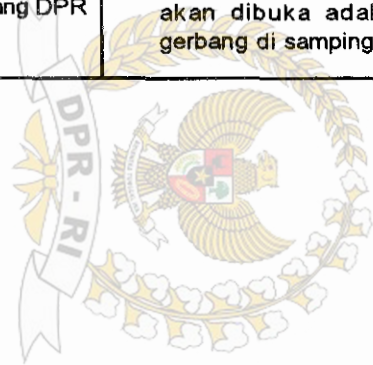 ang DPR
akan dibuka adal
gerbang di samping
DPR - RI